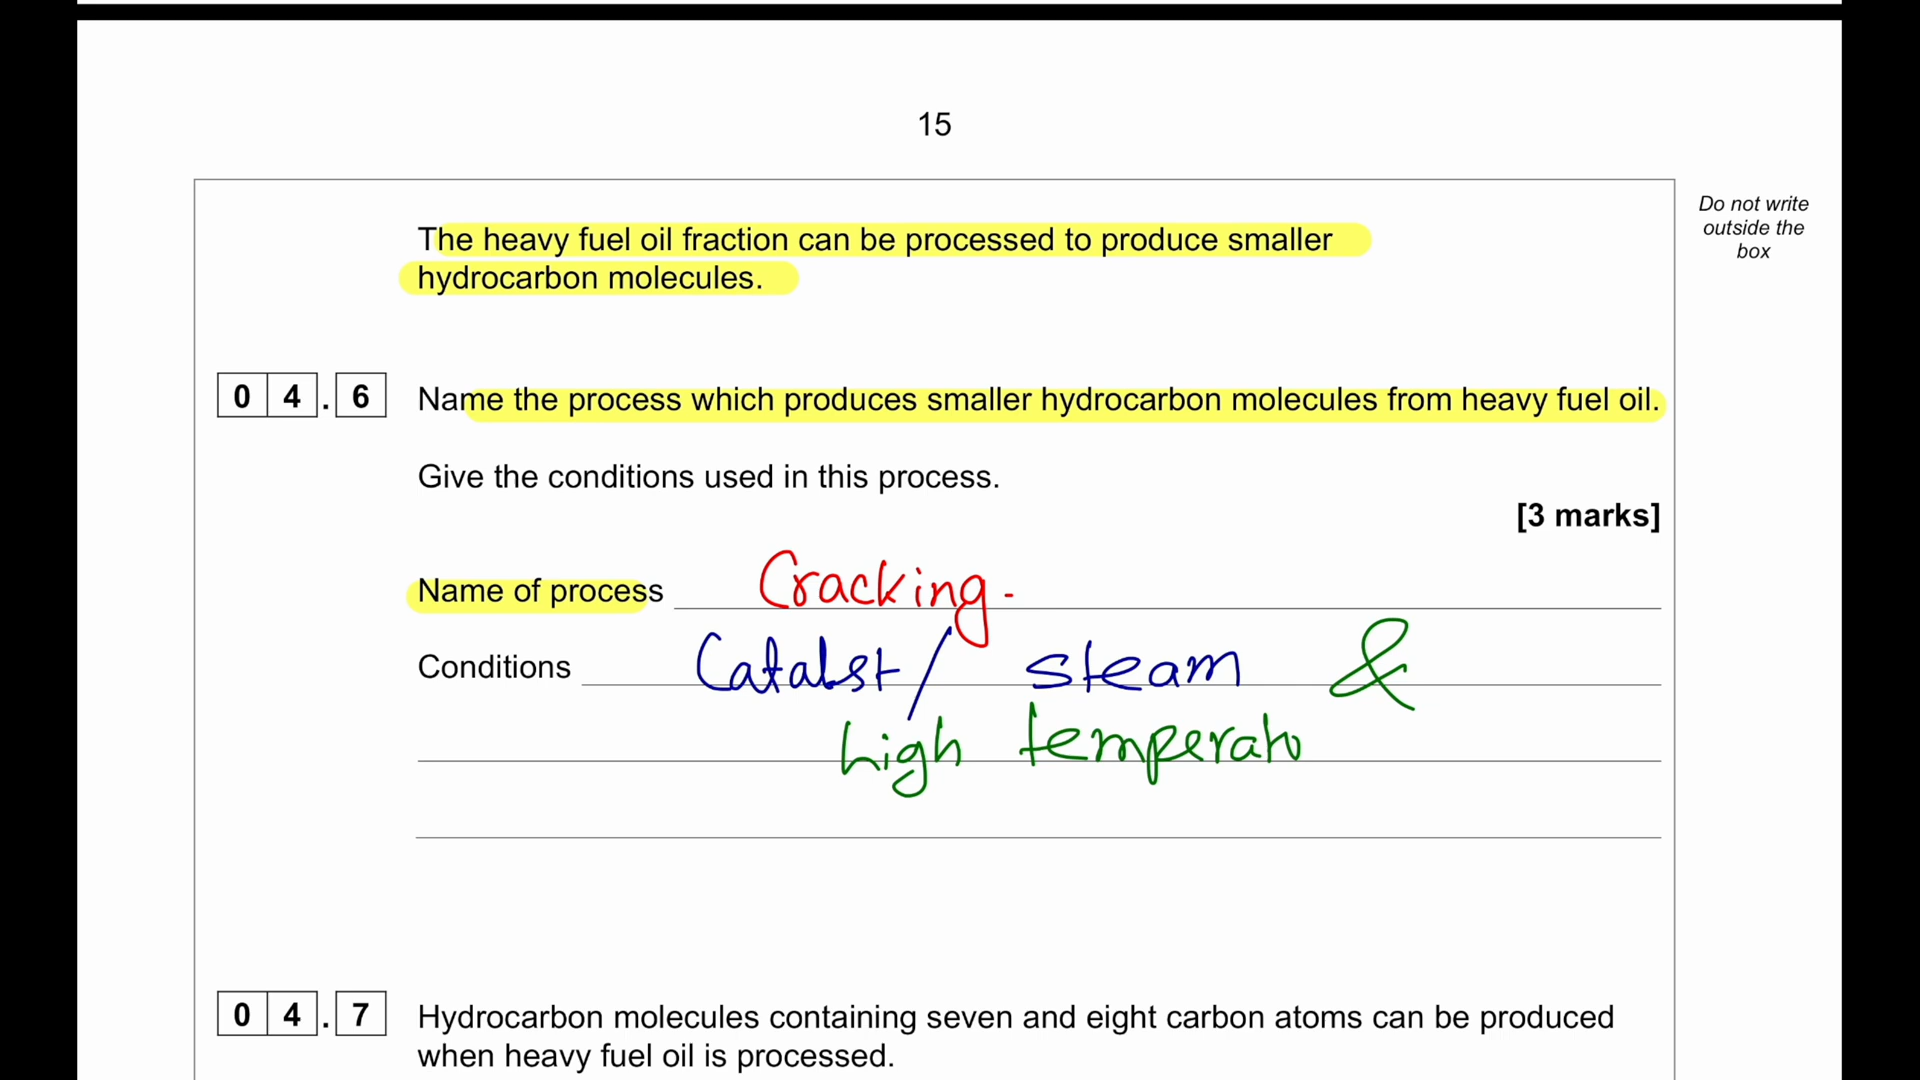 15
Do not write
outside the
box
The heavy fuel oil fraction can be processed to produce smaller
hydrocarbon molecules.
0 4 . 6 Name the process which produces smaller hydrocarbon molecules from heavy fuel oil.
Give the conditions used in this process.
[3 marks]
Name of process Cracking.
Conditions Catalst / steam &
high temperatu
0 4 . 7 Hydrocarbon molecules containing seven and eight carbon atoms can be produced
when heavy fuel oil is processed.